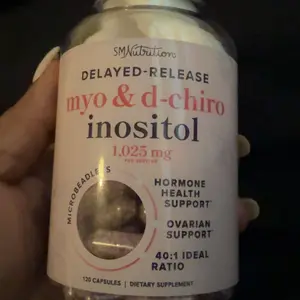 SMNutrition
DELAYED-RELEASE
myo & d-chiro
inositol
1,025 mg
MICROBEADLETS
HORMONE
HEALTH
SUPPORT*
OVARIAN
SUPPORT*
40:1 IDEAL
RATIO
120 CAPSULES | DIETARY SUPPLEMENT